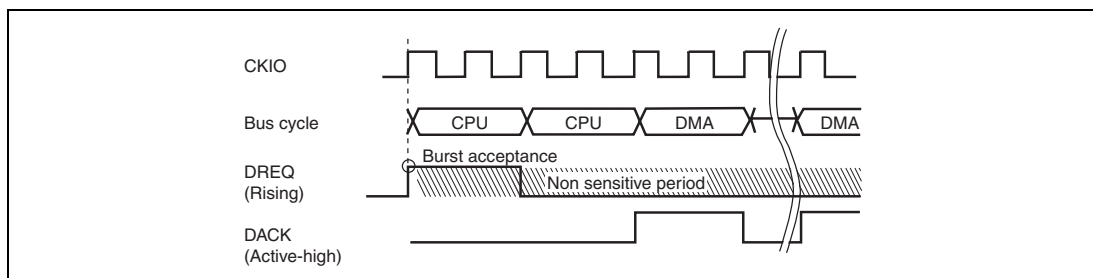 CKIO
Bus cycle
CPU
CPU
DMA
DMA
Burst acceptance
DREQ
(Rising)
Non sensitive period
DACK
(Active-high)